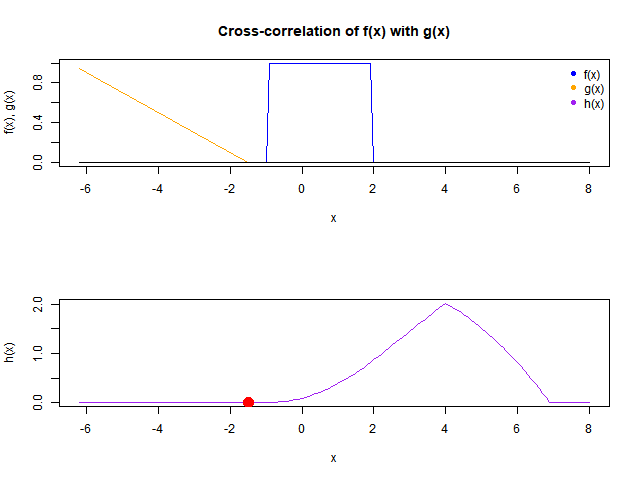 Cross-correlation of f(x) with g(x)
f(x), g(x)
0.8
0.4
0.0
f(x)
g(x)
h(x)
-6 -4 -2 0 2 4 6 8
x
h(x)
2.0
1.0
0.0
-6 -4 -2 0 2 4 6 8
x